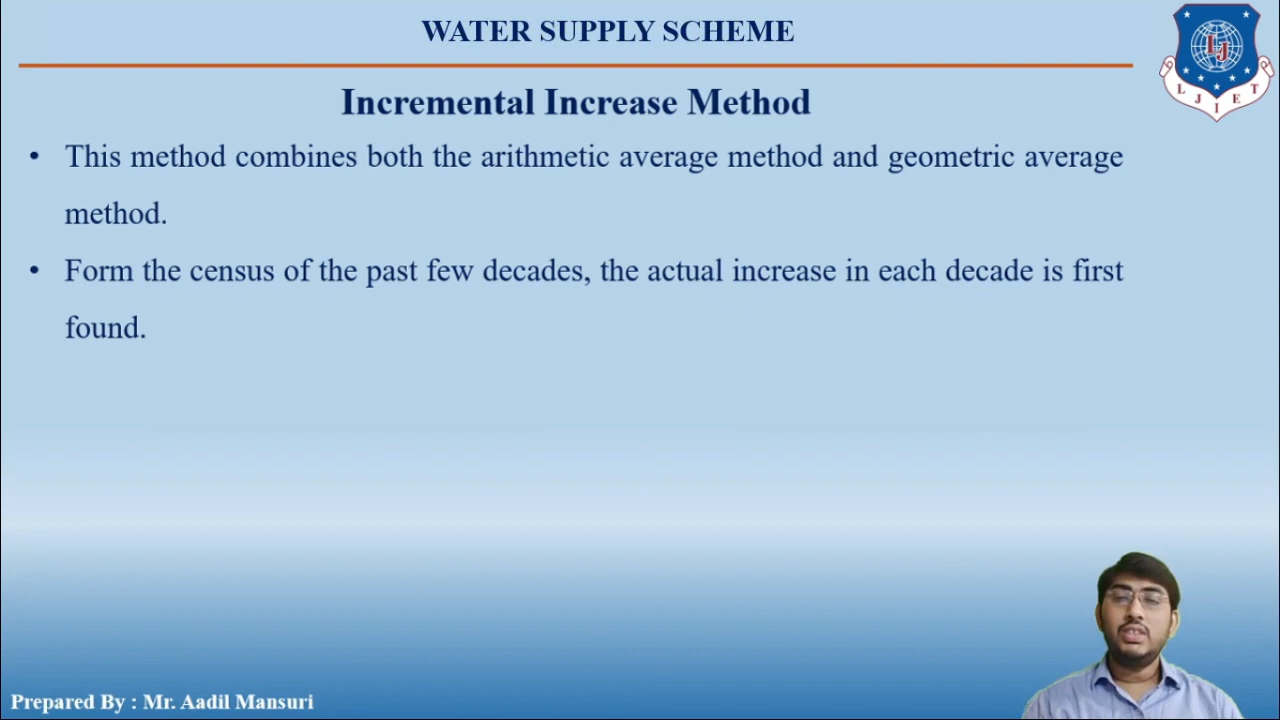 WATER SUPPLY SCHEME
LJ
L J I E T
Incremental Increase Method
• This method combines both the arithmetic average method and geometric average
method.
• Form the census of the past few decades, the actual increase in each decade is first
found.
Prepared By : Mr. Aadil Mansuri